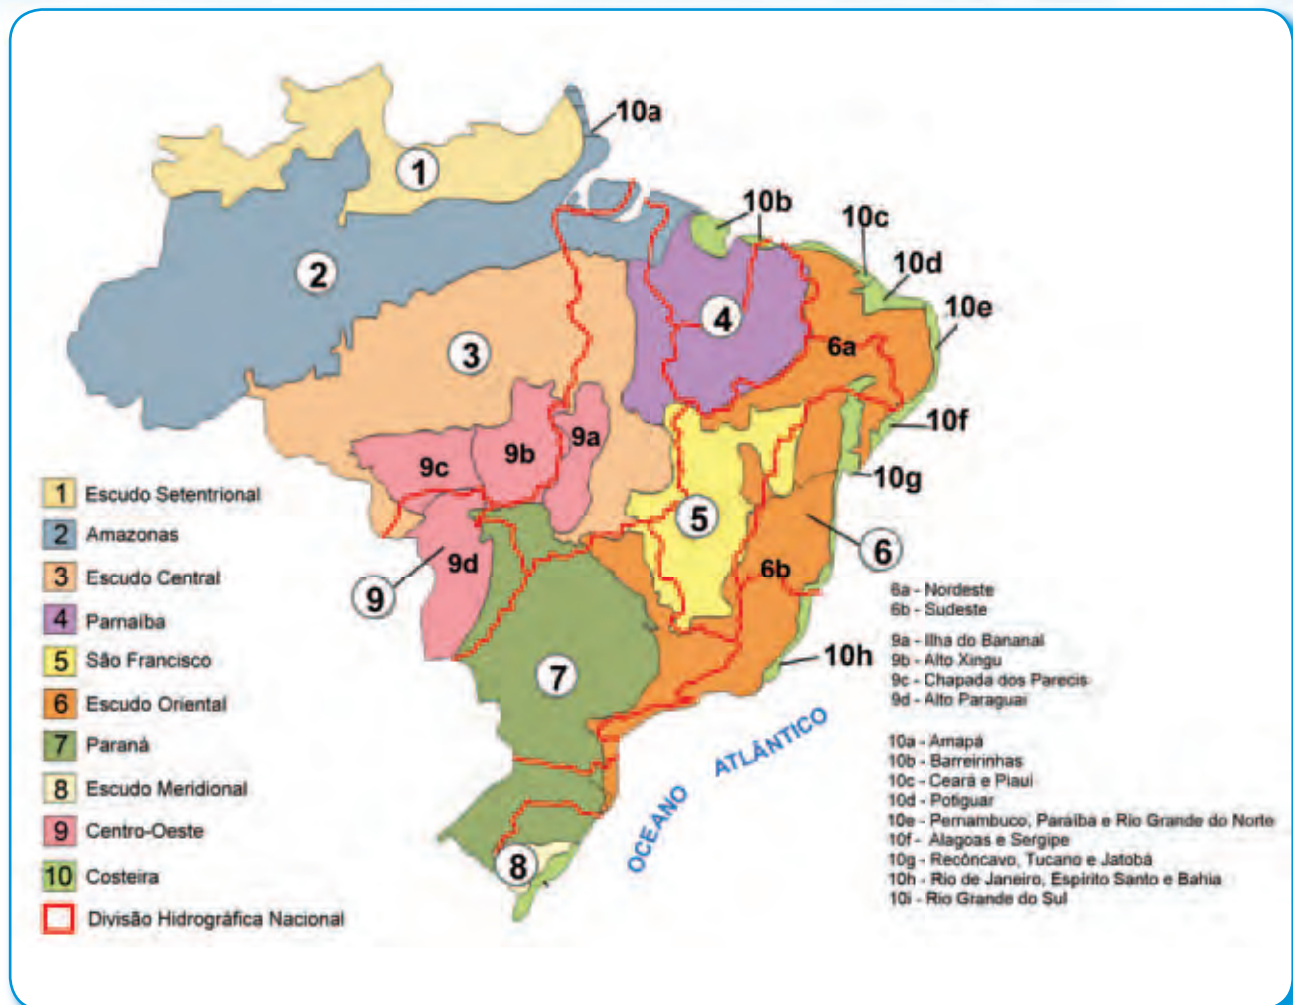 10a
1
10b
10c
10d
2
10e
4
3
6a
9a
10f
9b
9c
10g
1 Escudo Setentrional
5
2 Amazonas
6
9d
6b
3 Escudo Central
6a - Nordeste
9
6b - Sudeste
4 Parnaíba
9a - Ilha do Bananal
5 São Francisco
10h
9b - Alto Xingu
7
9c - Chapada dos Parecis
6 Escudo Oriental
9d - Alto Paraguai
OCEANO ATLÂNTICO
7 Paraná
10a - Amapá
10b - Barreirinhas
8 Escudo Meridional
10c - Ceará e Piauí
10d - Potiguar
9 Centro-Oeste
10e - Pernambuco, Paraíba e Rio Grande do Norte
10f - Alagoas e Sergipe
8
10g - Recôncavo, Tucano e Jatobá
10 Costeira
10h - Rio de Janeiro, Espírito Santo e Bahia
10i - Rio Grande do Sul
Divisão Hidrográfica Nacional